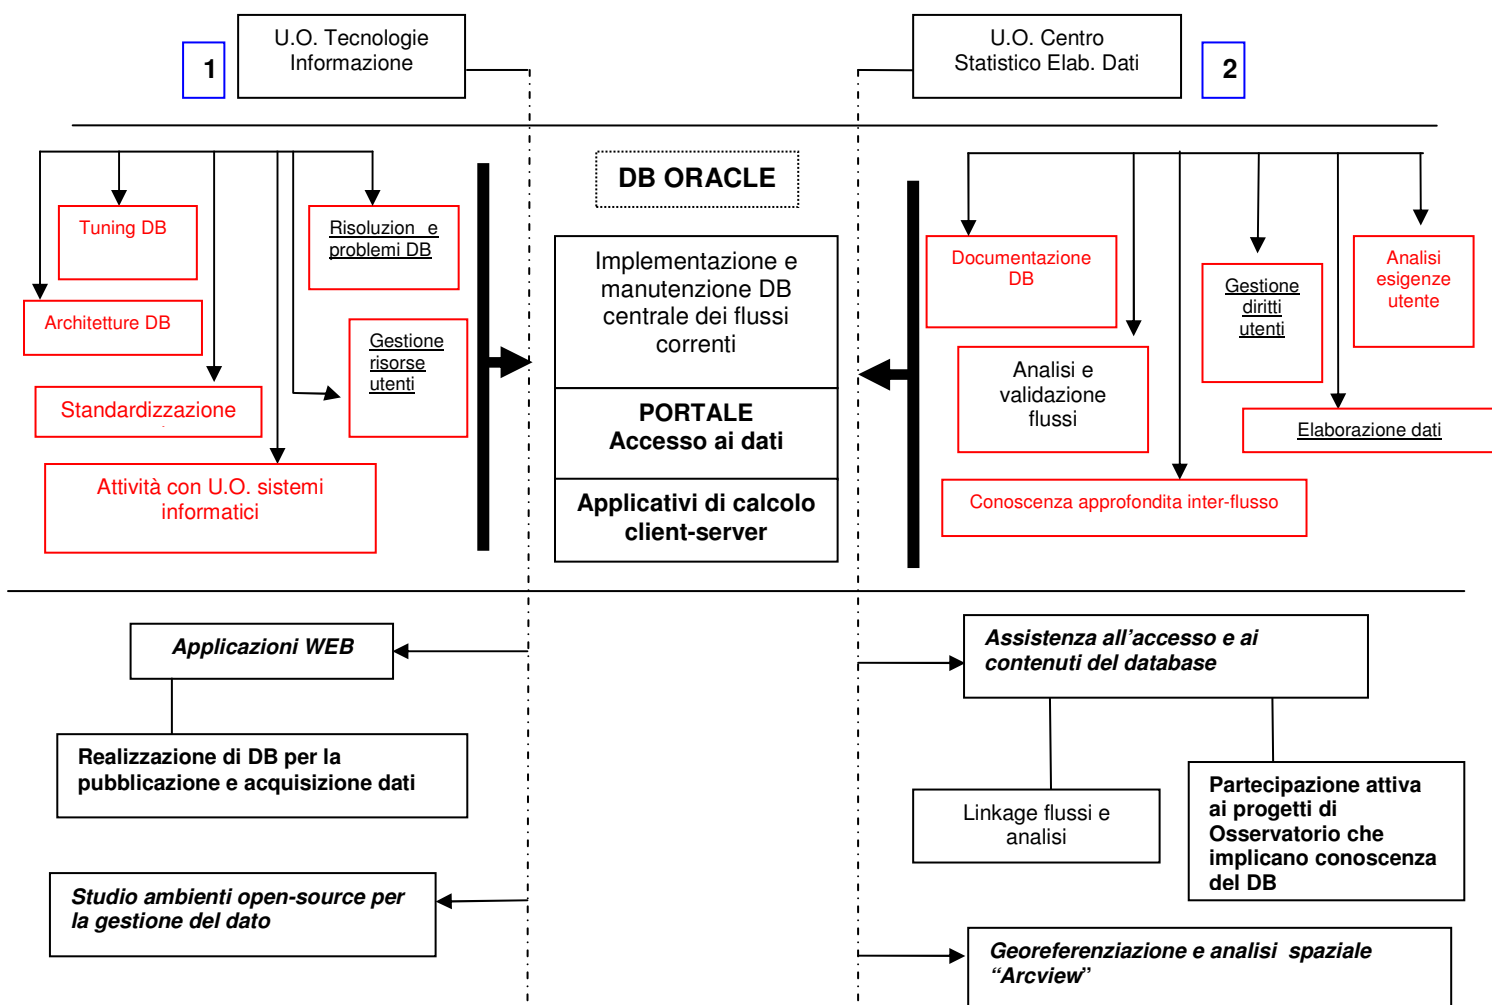 U.O. Tecnologie
Informazione
1
U.O. Centro
Statistico Elab. Dati
2
DB ORACLE
Tuning DB
Risoluzion e
problemi DB
Architetture DB
Gestione
risorse
utenti
Standardizzazione
Attività con U.O. sistemi
informatici
Implementazione e
manutenzione DB
centrale dei flussi
correnti
PORTALE
Accesso ai dati
Applicativi di calcolo
client-server
Documentazione
DB
Gestione
diritti
utenti
Analisi
esigenze
utente
Analisi e
validazione
flussi
Elaborazione dati
Conoscenza approfondita inter-flusso
Applicazioni WEB
Realizzazione di DB per la
pubblicazione e acquisizione dati
Studio ambienti open-source per
la gestione del dato
Assistenza all’accesso e ai
contenuti del database
Linkage flussi e
analisi
Partecipazione attiva
ai progetti di
Osservatorio che
implicano conoscenza
del DB
Georeferenziazione e analisi  spaziale
“Arcview”